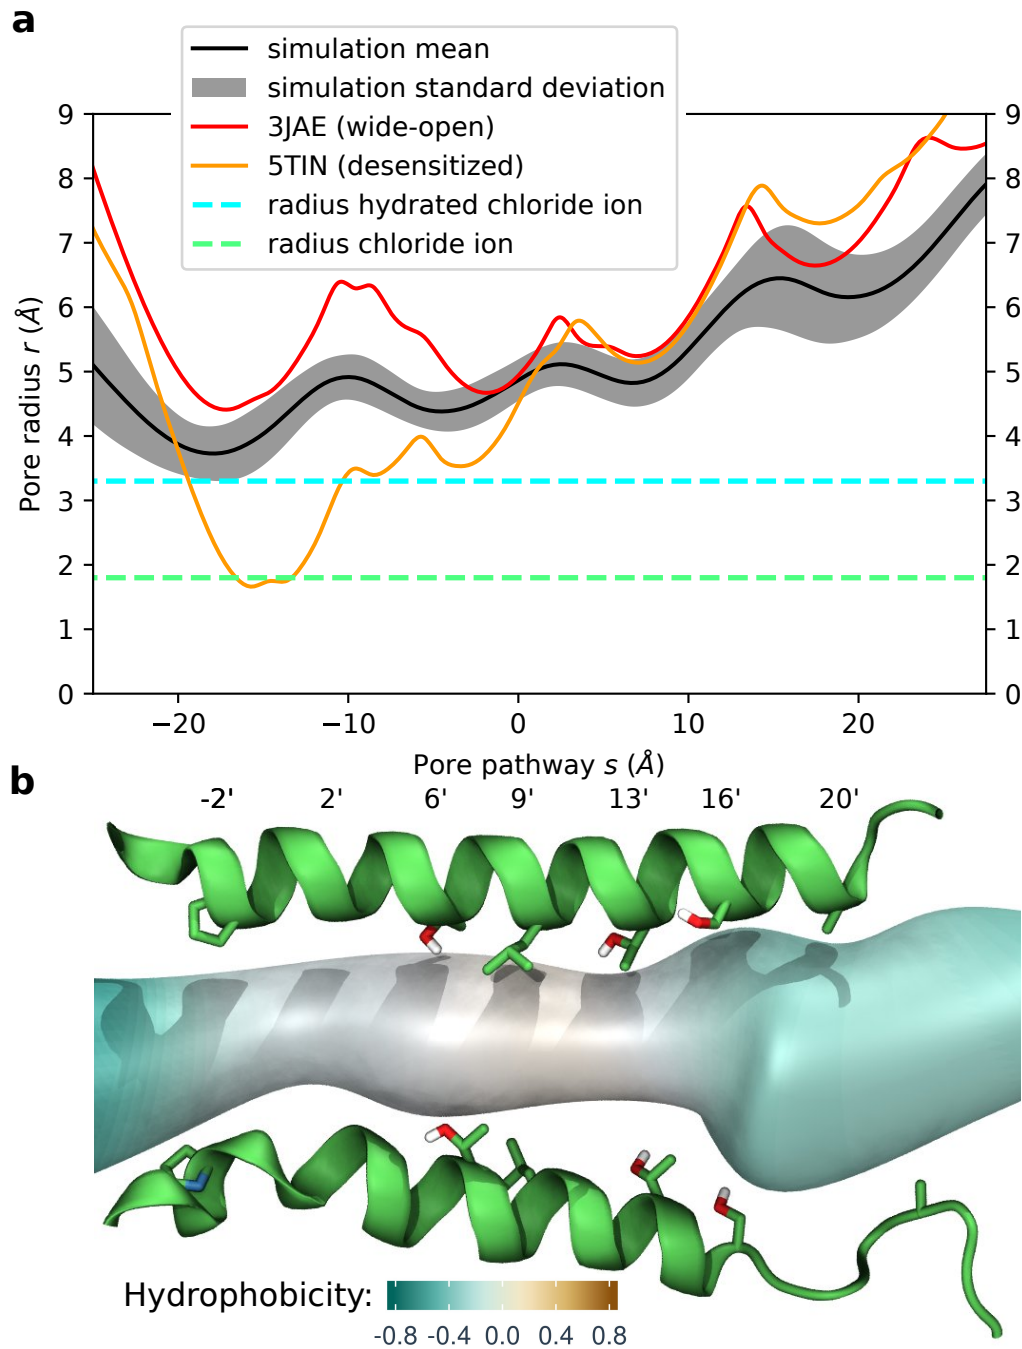 a
simulation mean
simulation standard deviation
3JAE (wide-open)
5TIN (desensitized)
radius hydrated chloride ion
radius chloride ion
Pore radius r (Å)
9
8
7
6
5
4
3
2
1
0
9
8
7
6
5
4
3
2
1
0
−20 −10 0 10 20
Pore pathway s (Å)
b
-2' 2' 6' 9' 13' 16' 20'
Hydrophobicity:
-0.8 -0.4 0.0 0.4 0.8